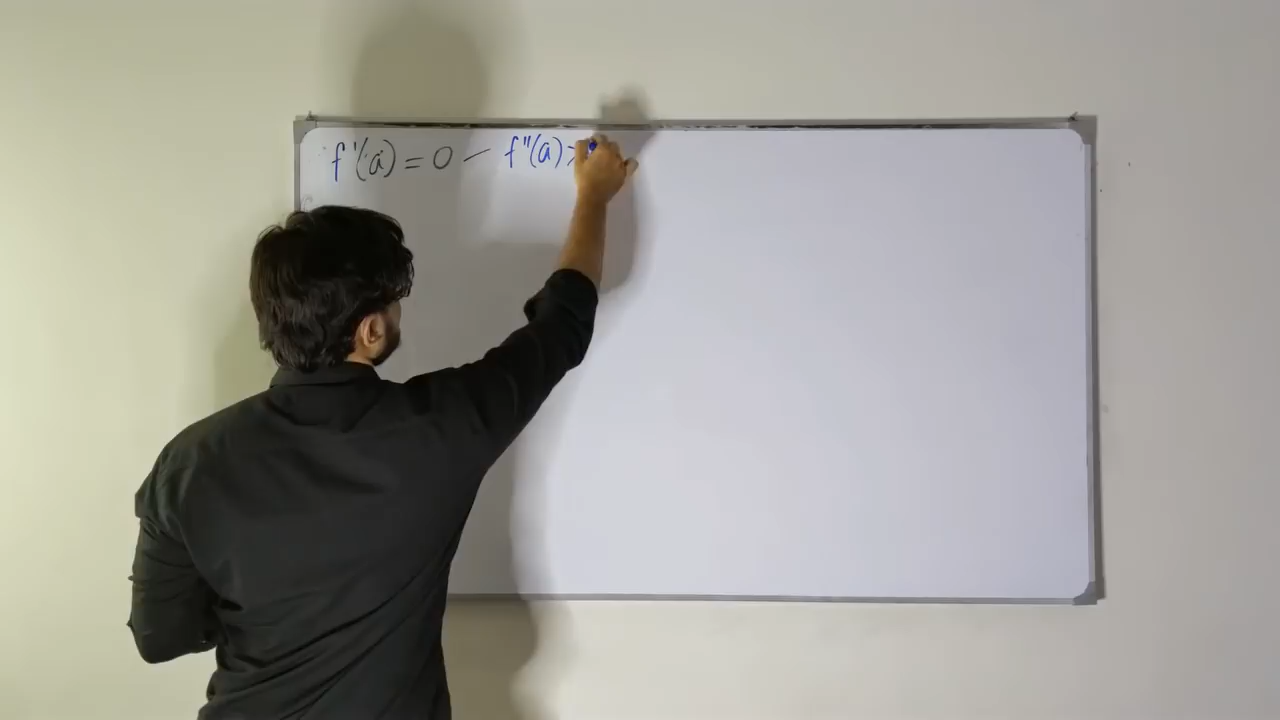 f'(a) = 0 — f''(a) >